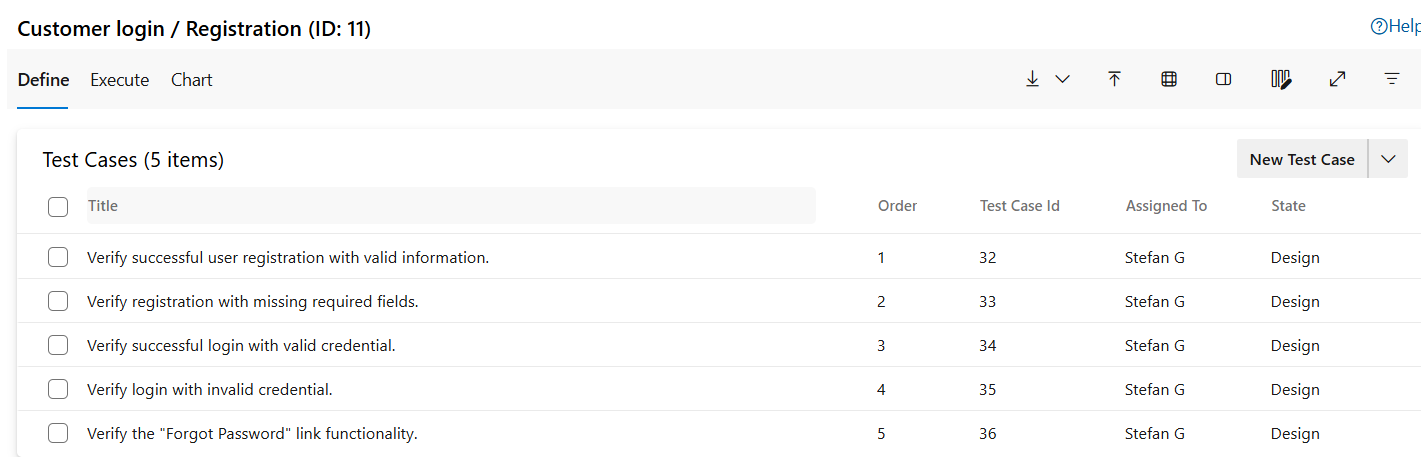 Customer login / Registration (ID: 11)
Help
Define Execute Chart
Test Cases (5 items)
New Test Case
Title Order Test Case Id Assigned To State
Verify successful user registration with valid information. 1 32 Stefan G Design
Verify registration with missing required fields. 2 33 Stefan G Design
Verify successful login with valid credential. 3 34 Stefan G Design
Verify login with invalid credential. 4 35 Stefan G Design
Verify the "Forgot Password" link functionality. 5 36 Stefan G Design